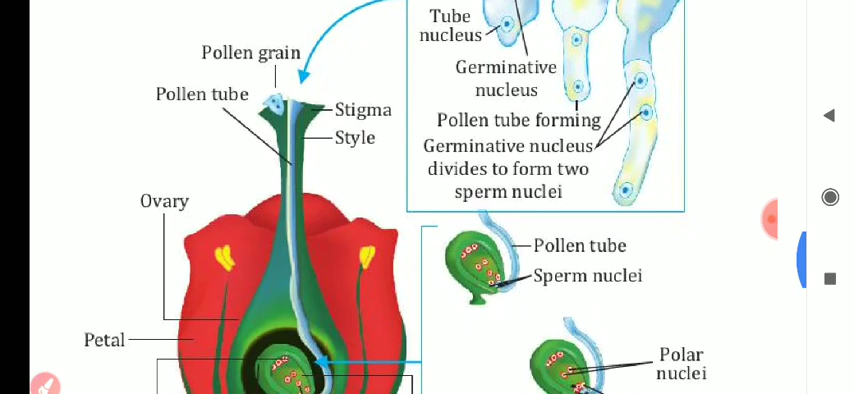 Tube
nucleus
Germinative
nucleus
Pollen tube forming
Germinative nucleus
divides to form two
sperm nuclei
Pollen grain
Pollen tube
Stigma
Style
Ovary
Petal
Pollen tube
Sperm nuclei
Polar
nuclei